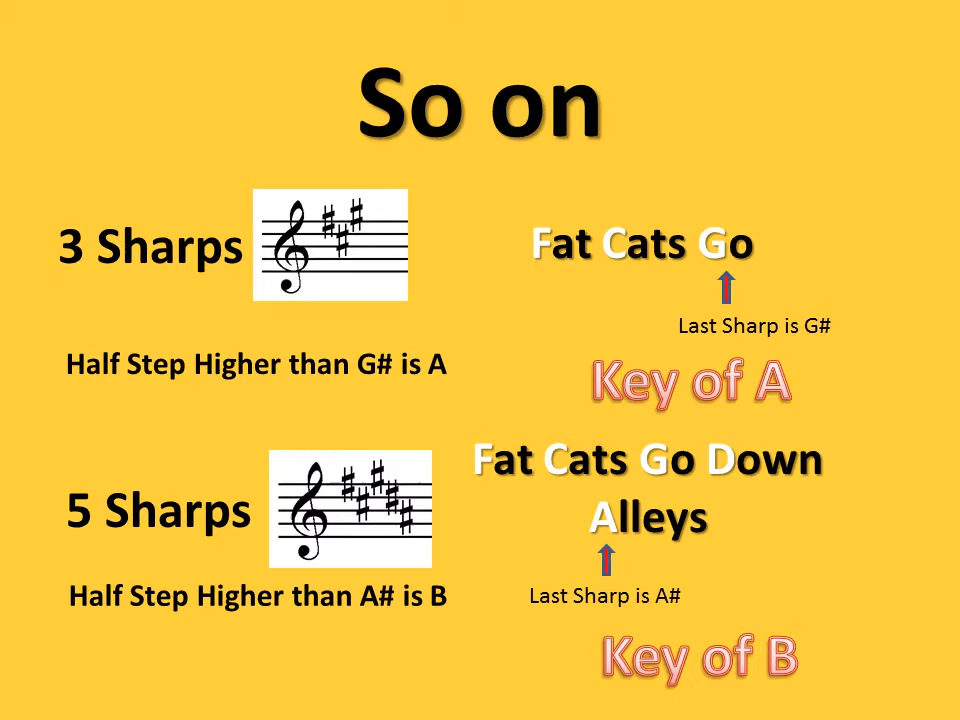 So on
3 Sharps
Fat Cats Go
Last Sharp is G#
Half Step Higher than G# is A
Key of A
Fat Cats Go Down
Alleys
5 Sharps
Last Sharp is A#
Half Step Higher than A# is B
Key of B